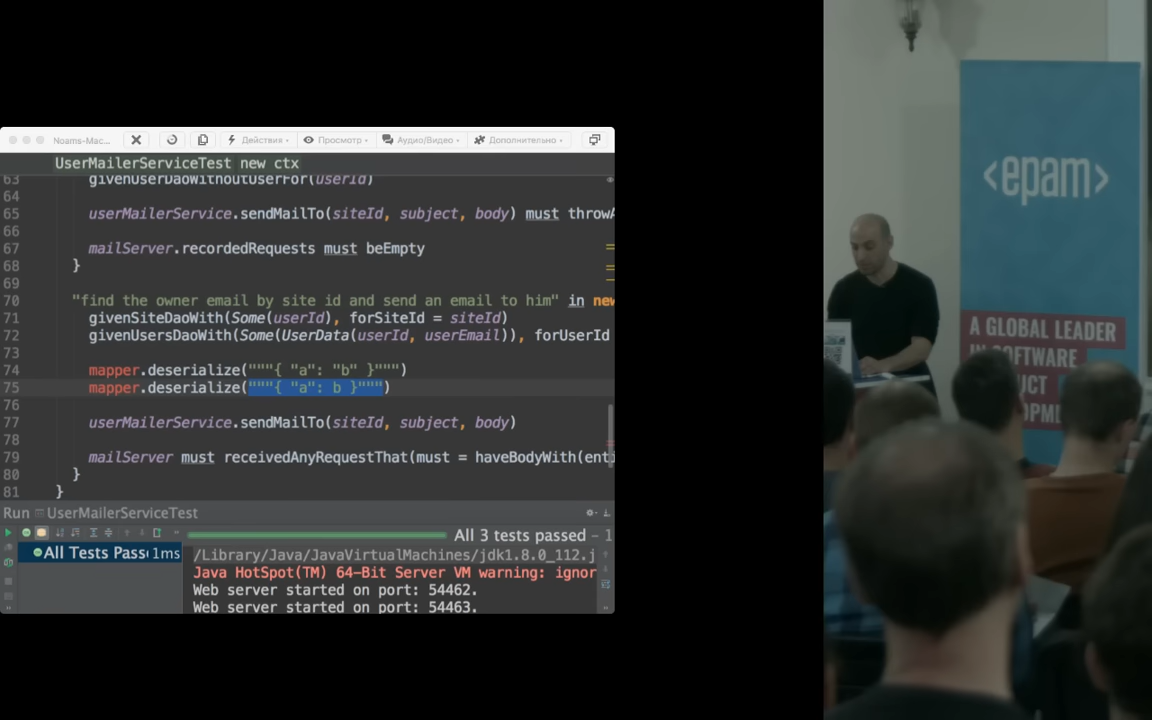 Noams-Mac...
Действия
Просмотр
Аудио/Видео
Дополнительно
UserMailerServiceTest new ctx
63 givenUserDaoWithoutUserFor(userId)
64
65 userMailerService.sendMailTo(siteId, subject, body) must throwA
66
67 mailServer.recordedRequests must beEmpty
68 }
69
70 "find the owner email by site id and send an email to him" in new
71 givenSiteDaoWith(Some(userId), forSiteId = siteId)
72 givenUsersDaoWith(Some(UserData(userId, userEmail)), forUserId
73
74 mapper.deserialize("""{ "a": "b" }""")
75 mapper.deserialize("""{ "a": b }""")
76
77 userMailerService.sendMailTo(siteId, subject, body)
78
79 mailServer must receivedAnyRequestThat(must = haveBodyWith(enti
80 }
81 }
Run UserMailerServiceTest
All 3 tests passed – 1
All Tests Pass 1ms
/Library/Java/JavaVirtualMachines/jdk1.8.0_112.j
Java HotSpot(TM) 64-Bit Server VM warning: ignor
Web server started on port: 54462.
Web server started on port: 54463.
<epam>
A GLOBAL LEADER
IN SOFTWARE